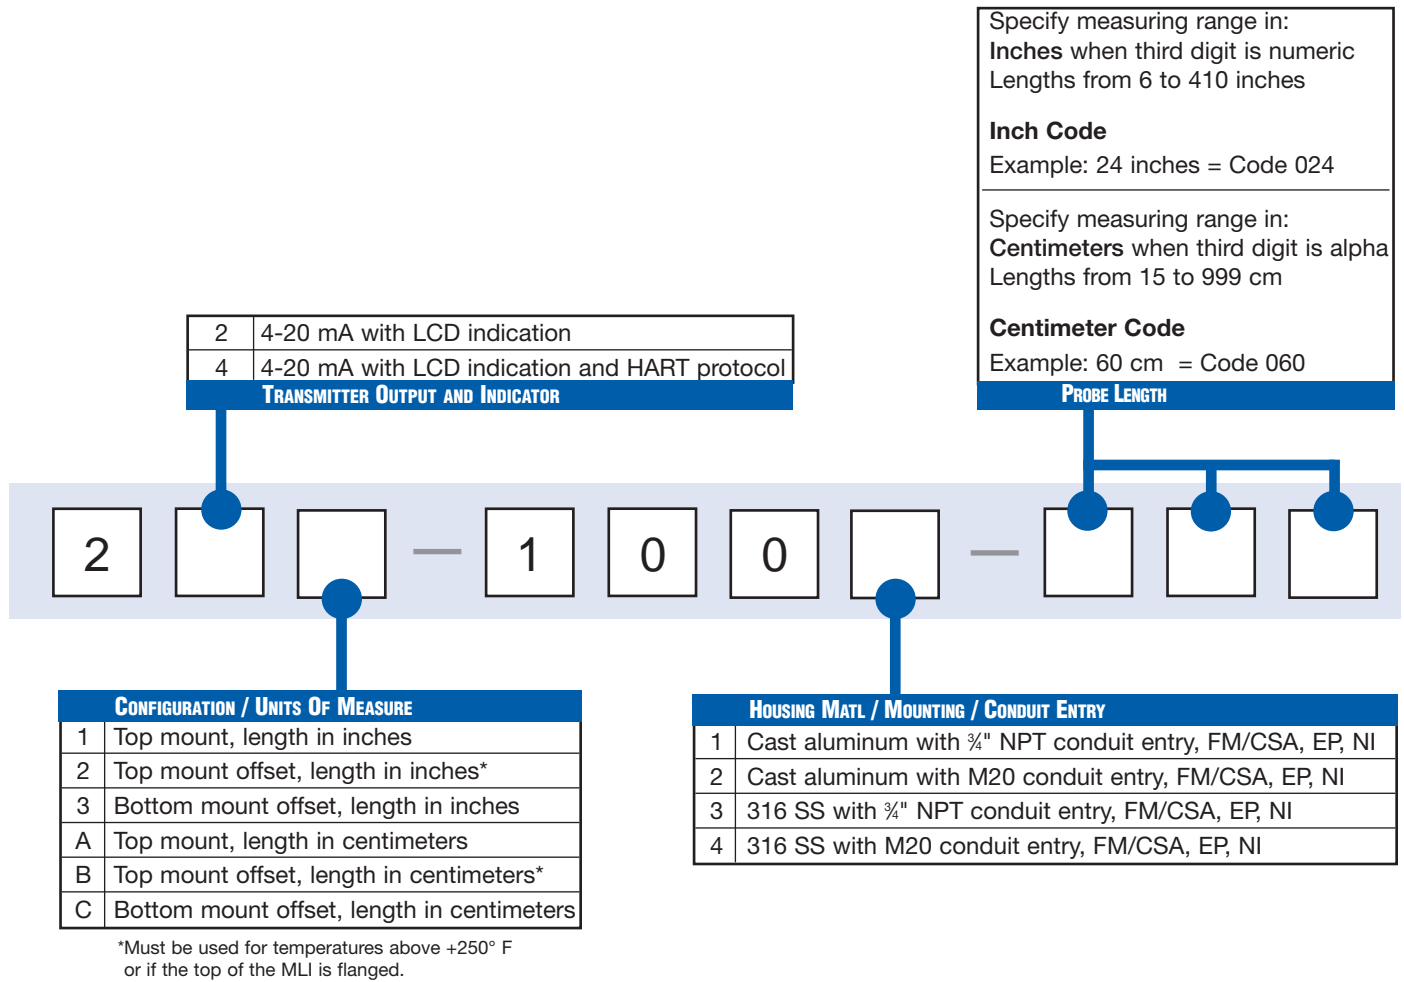 Specify measuring range in:
Inches when third digit is numeric
Lengths from 6 to 410 inches
Inch Code
Example: 24 inches = Code 024
Specify measuring range in:
Centimeters when third digit is alpha
Lengths from 15 to 999 cm
Centimeter Code
Example: 60 cm = Code 060
PROBE LENGTH
2 4-20 mA with LCD indication
4 4-20 mA with LCD indication and HART protocol
TRANSMITTER OUTPUT AND INDICATOR
2 — 1 0 0 —
CONFIGURATION / UNITS OF MEASURE
1 Top mount, length in inches
2 Top mount offset, length in inches*
3 Bottom mount offset, length in inches
A Top mount, length in centimeters
B Top mount offset, length in centimeters*
C Bottom mount offset, length in centimeters
*Must be used for temperatures above +250° F
or if the top of the MLI is flanged.
HOUSING MATL / MOUNTING / CONDUIT ENTRY
1 Cast aluminum with ¾" NPT conduit entry, FM/CSA, EP, NI
2 Cast aluminum with M20 conduit entry, FM/CSA, EP, NI
3 316 SS with ¾" NPT conduit entry, FM/CSA, EP, NI
4 316 SS with M20 conduit entry, FM/CSA, EP, NI